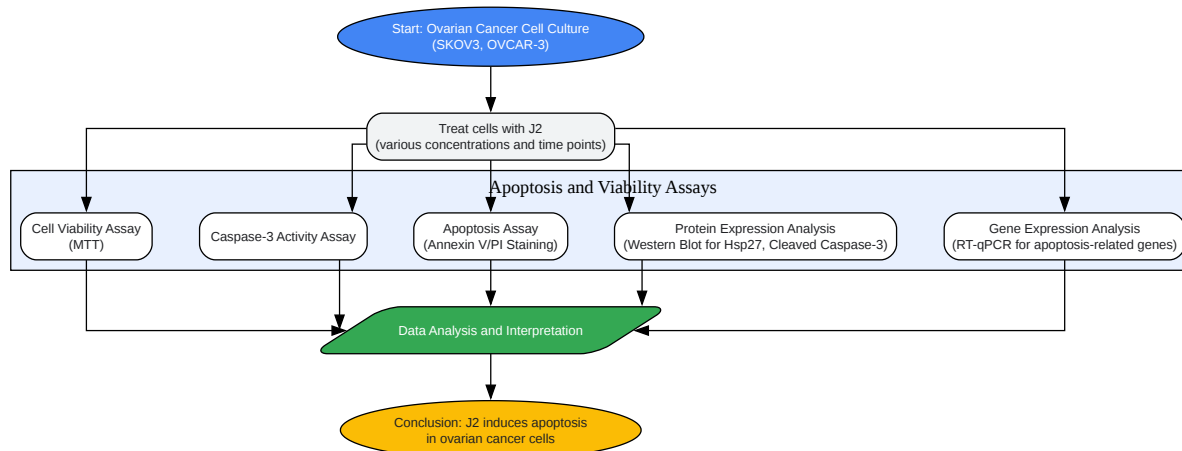 Start: Ovarian Cancer Cell Culture
(SKOV3, OVCAR-3)
Treat cells with J2
(various concentrations and time points)
Apoptosis and Viability Assays
Cell Viability Assay
(MTT)
Caspase-3 Activity Assay
Apoptosis Assay
(Annexin V/PI Staining)
Protein Expression Analysis
(Western Blot for Hsp27, Cleaved Caspase-3)
Gene Expression Analysis
(RT-qPCR for apoptosis-related genes)
Data Analysis and Interpretation
Conclusion: J2 induces apoptosis
in ovarian cancer cells